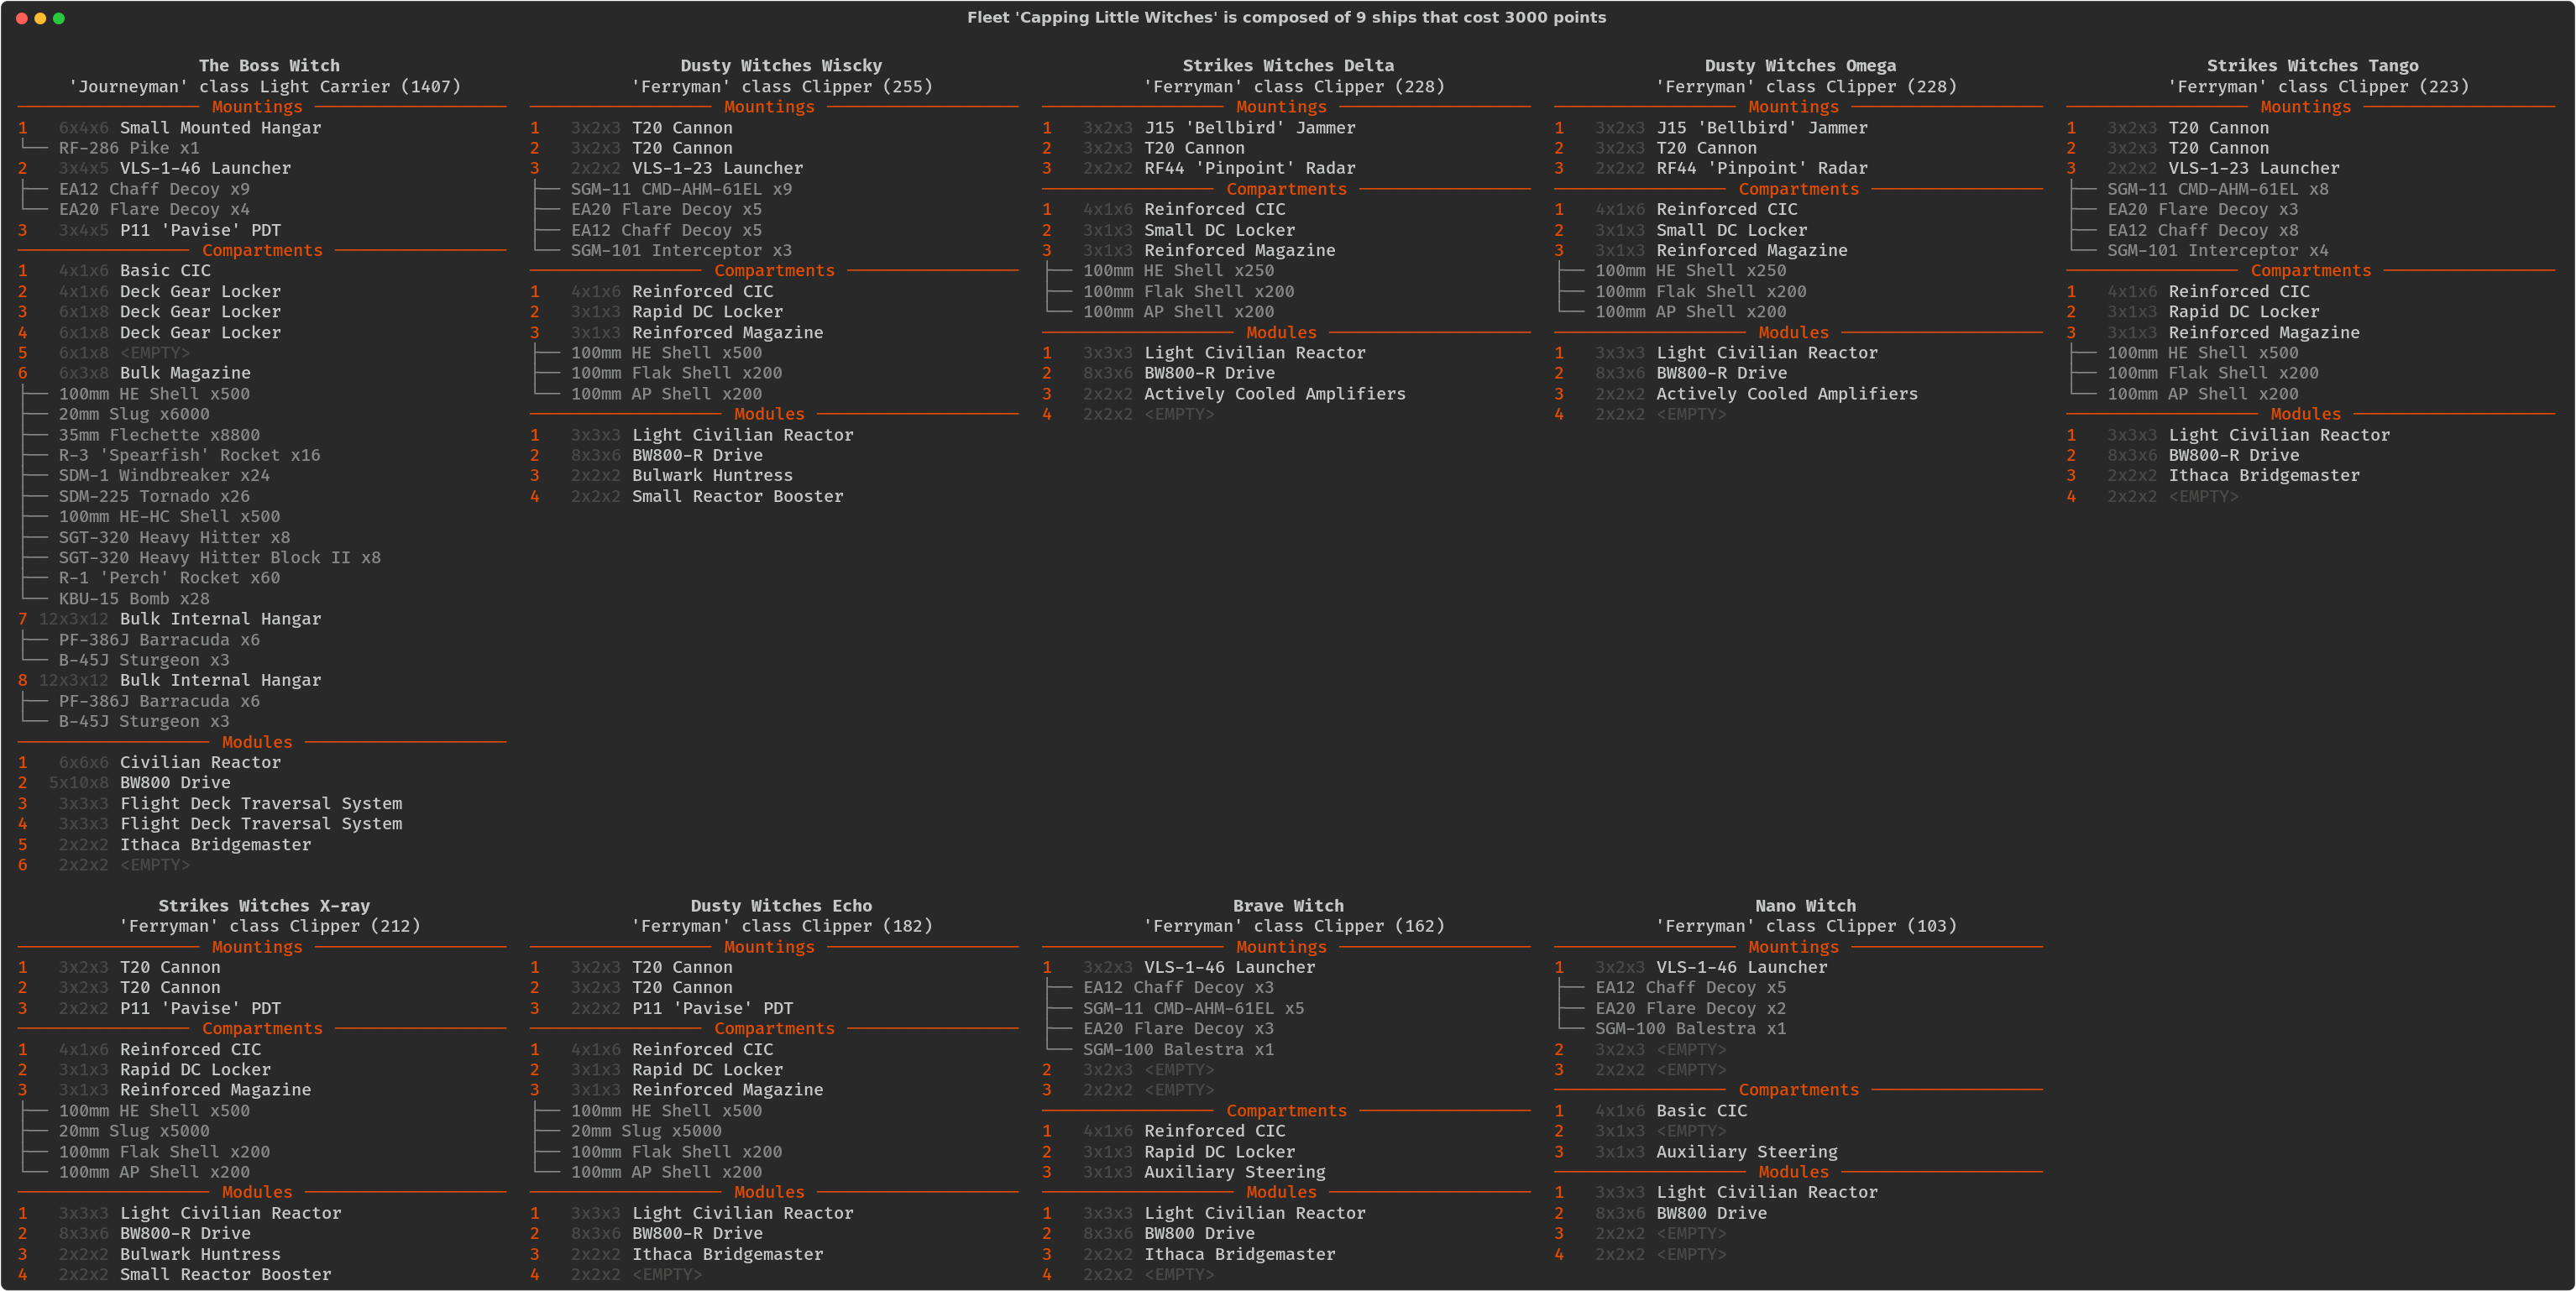 Fleet 'Capping Little Witches' is composed of 9 ships that cost 3000 points
The Boss Witch
'Journeyman' class Light Carrier (1407)
Mountings
1 6x4x6 Small Mounted Hangar
RF-286 Pike x1
2 3x4x5 VLS-1-46 Launcher
EA12 Chaff Decoy x9
EA20 Flare Decoy x4
3 3x4x5 P11 'Pavise' PDT
Compartments
1 4x1x6 Basic CIC
2 4x1x6 Deck Gear Locker
3 6x1x8 Deck Gear Locker
4 6x1x8 Deck Gear Locker
5 6x1x8 <EMPTY>
6 6x3x8 Bulk Magazine
100mm HE Shell x500
20mm Slug x6000
35mm Flechette x8800
R-3 'Spearfish' Rocket x16
SDM-1 Windbreaker x24
SDM-225 Tornado x26
100mm HE-HC Shell x500
SGT-320 Heavy Hitter x8
SGT-320 Heavy Hitter Block II x8
R-1 'Perch' Rocket x60
KBU-15 Bomb x28
7 12x3x12 Bulk Internal Hangar
PF-386J Barracuda x6
B-45J Sturgeon x3
8 12x3x12 Bulk Internal Hangar
PF-386J Barracuda x6
B-45J Sturgeon x3
Modules
1 6x6x6 Civilian Reactor
2 5x10x8 BW800 Drive
3 3x3x3 Flight Deck Traversal System
4 3x3x3 Flight Deck Traversal System
5 2x2x2 Ithaca Bridgemaster
6 2x2x2 <EMPTY>
Dusty Witches Wiscky
'Ferryman' class Clipper (255)
Mountings
1 3x2x3 T20 Cannon
2 3x2x3 T20 Cannon
3 2x2x2 VLS-1-23 Launcher
SGM-11 CMD-AHM-61EL x9
EA20 Flare Decoy x5
EA12 Chaff Decoy x5
SGM-101 Interceptor x3
Compartments
1 4x1x6 Reinforced CIC
2 3x1x3 Rapid DC Locker
3 3x1x3 Reinforced Magazine
100mm HE Shell x500
100mm Flak Shell x200
100mm AP Shell x200
Modules
1 3x3x3 Light Civilian Reactor
2 8x3x6 BW800-R Drive
3 2x2x2 Bulwark Huntress
4 2x2x2 Small Reactor Booster
Strikes Witches Delta
'Ferryman' class Clipper (228)
Mountings
1 3x2x3 J15 'Bellbird' Jammer
2 3x2x3 T20 Cannon
3 2x2x2 RF44 'Pinpoint' Radar
Compartments
1 4x1x6 Reinforced CIC
2 3x1x3 Small DC Locker
3 3x1x3 Reinforced Magazine
100mm HE Shell x250
100mm Flak Shell x200
100mm AP Shell x200
Modules
1 3x3x3 Light Civilian Reactor
2 8x3x6 BW800-R Drive
3 2x2x2 Actively Cooled Amplifiers
4 2x2x2 <EMPTY>
Dusty Witches Omega
'Ferryman' class Clipper (228)
Mountings
1 3x2x3 J15 'Bellbird' Jammer
2 3x2x3 T20 Cannon
3 2x2x2 RF44 'Pinpoint' Radar
Compartments
1 4x1x6 Reinforced CIC
2 3x1x3 Small DC Locker
3 3x1x3 Reinforced Magazine
100mm HE Shell x250
100mm Flak Shell x200
100mm AP Shell x200
Modules
1 3x3x3 Light Civilian Reactor
2 8x3x6 BW800-R Drive
3 2x2x2 Actively Cooled Amplifiers
4 2x2x2 <EMPTY>
Strikes Witches Tango
'Ferryman' class Clipper (223)
Mountings
1 3x2x3 T20 Cannon
2 3x2x3 T20 Cannon
3 2x2x2 VLS-1-23 Launcher
SGM-11 CMD-AHM-61EL x8
EA20 Flare Decoy x3
EA12 Chaff Decoy x8
SGM-101 Interceptor x4
Compartments
1 4x1x6 Reinforced CIC
2 3x1x3 Rapid DC Locker
3 3x1x3 Reinforced Magazine
100mm HE Shell x500
100mm Flak Shell x200
100mm AP Shell x200
Modules
1 3x3x3 Light Civilian Reactor
2 8x3x6 BW800-R Drive
3 2x2x2 Ithaca Bridgemaster
4 2x2x2 <EMPTY>
Strikes Witches X-ray
'Ferryman' class Clipper (212)
Mountings
1 3x2x3 T20 Cannon
2 3x2x3 T20 Cannon
3 2x2x2 P11 'Pavise' PDT
Compartments
1 4x1x6 Reinforced CIC
2 3x1x3 Rapid DC Locker
3 3x1x3 Reinforced Magazine
100mm HE Shell x500
20mm Slug x5000
100mm Flak Shell x200
100mm AP Shell x200
Modules
1 3x3x3 Light Civilian Reactor
2 8x3x6 BW800-R Drive
3 2x2x2 Bulwark Huntress
4 2x2x2 Small Reactor Booster
Dusty Witches Echo
'Ferryman' class Clipper (182)
Mountings
1 3x2x3 T20 Cannon
2 3x2x3 T20 Cannon
3 2x2x2 P11 'Pavise' PDT
Compartments
1 4x1x6 Reinforced CIC
2 3x1x3 Rapid DC Locker
3 3x1x3 Reinforced Magazine
100mm HE Shell x500
20mm Slug x5000
100mm Flak Shell x200
100mm AP Shell x200
Modules
1 3x3x3 Light Civilian Reactor
2 8x3x6 BW800-R Drive
3 2x2x2 Ithaca Bridgemaster
4 2x2x2 <EMPTY>
Brave Witch
'Ferryman' class Clipper (162)
Mountings
1 3x2x3 VLS-1-46 Launcher
EA12 Chaff Decoy x3
SGM-11 CMD-AHM-61EL x5
EA20 Flare Decoy x3
SGM-100 Balestra x1
2 3x2x3 <EMPTY>
3 2x2x2 <EMPTY>
Compartments
1 4x1x6 Reinforced CIC
2 3x1x3 Rapid DC Locker
3 3x1x3 Auxiliary Steering
Modules
1 3x3x3 Light Civilian Reactor
2 8x3x6 BW800 Drive
3 2x2x2 Ithaca Bridgemaster
4 2x2x2 <EMPTY>
Nano Witch
'Ferryman' class Clipper (103)
Mountings
1 3x2x3 VLS-1-46 Launcher
EA12 Chaff Decoy x5
EA20 Flare Decoy x2
SGM-100 Balestra x1
2 3x2x3 <EMPTY>
3 2x2x2 <EMPTY>
Compartments
1 4x1x6 Basic CIC
2 3x1x3 <EMPTY>
3 3x1x3 Auxiliary Steering
Modules
1 3x3x3 Light Civilian Reactor
2 8x3x6 BW800 Drive
3 2x2x2 <EMPTY>
4 2x2x2 <EMPTY>